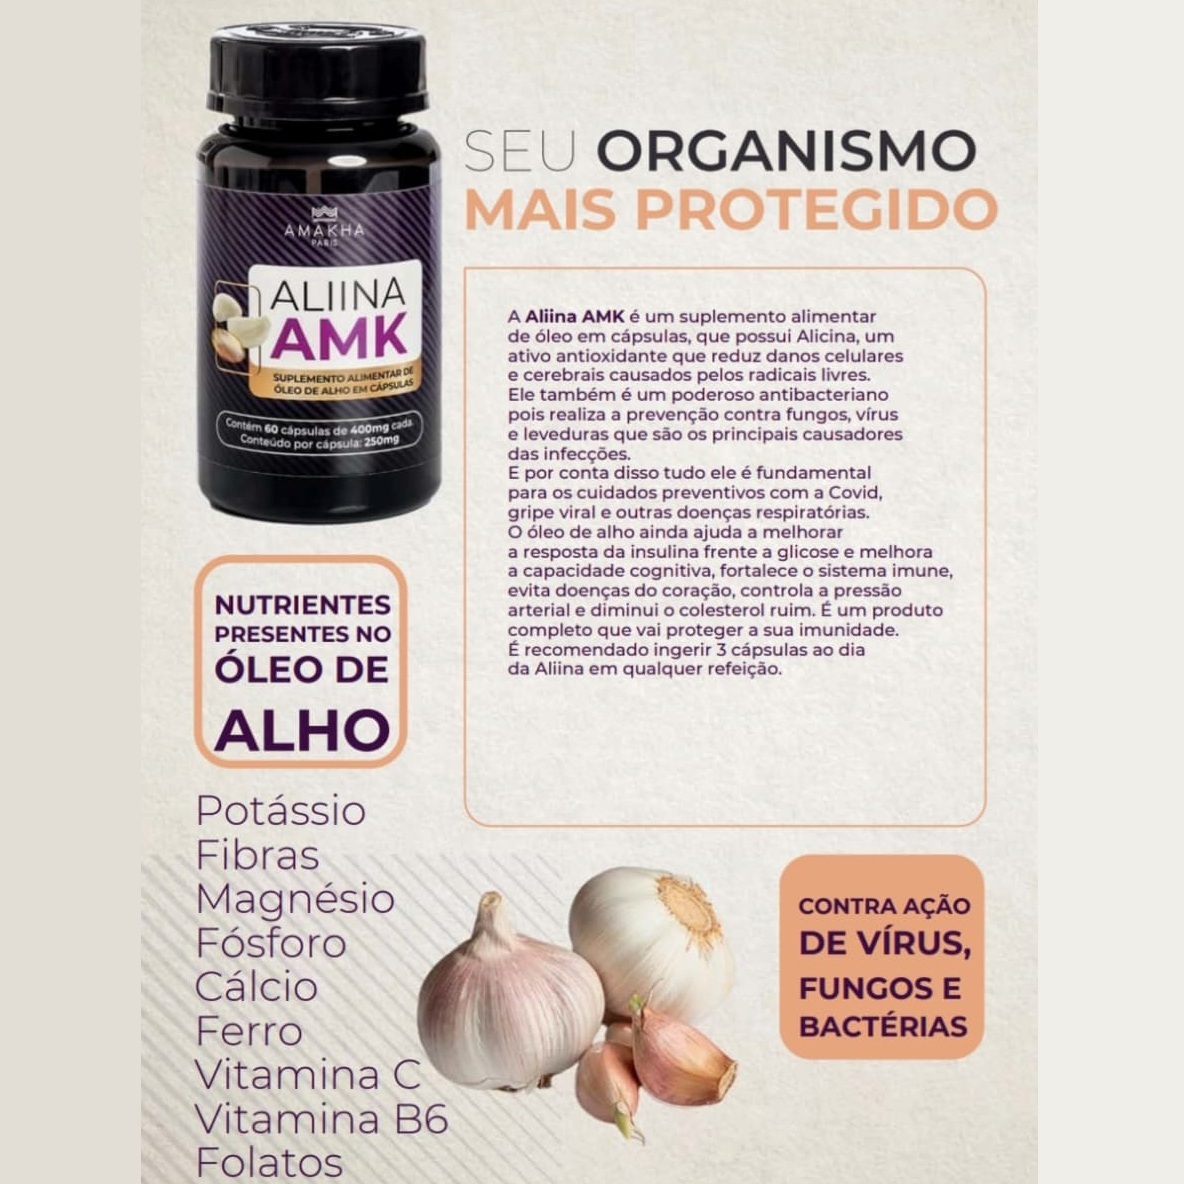 AMAKHA
PARIS
ALIINA
AMK
SUPLEMENTO ALIMENTAR DE
ÓLEO DE ALHO EM CÁPSULAS
Contém 60 cápsulas de 400mg cada.
Conteúdo por cápsula: 250mg
SEU ORGANISMO
MAIS PROTEGIDO
A Aliina AMK é um suplemento alimentar
de óleo em cápsulas, que possui Alicina, um
ativo antioxidante que reduz danos celulares
e cerebrais causados pelos radicais livres.
Ele também é um poderoso antibacteriano
pois realiza a prevenção contra fungos, vírus
e leveduras que são os principais causadores
das infecções.
E por conta disso tudo ele é fundamental
para os cuidados preventivos com a Covid,
gripe viral e outras doenças respiratórias.
O óleo de alho ainda ajuda a melhorar
a resposta da insulina frente a glicose e melhora
a capacidade cognitiva, fortalece o sistema imune,
evita doenças do coração, controla a pressão
arterial e diminui o colesterol ruim. É um produto
completo que vai proteger a sua imunidade.
É recomendado ingerir 3 cápsulas ao dia
da Aliina em qualquer refeição.
NUTRIENTES
PRESENTES NO
ÓLEO DE
ALHO
Potássio
Fibras
Magnésio
Fósforo
Cálcio
Ferro
Vitamina C
Vitamina B6
Folatos
CONTRA AÇÃO
DE VÍRUS,
FUNGOS E
BACTÉRIAS